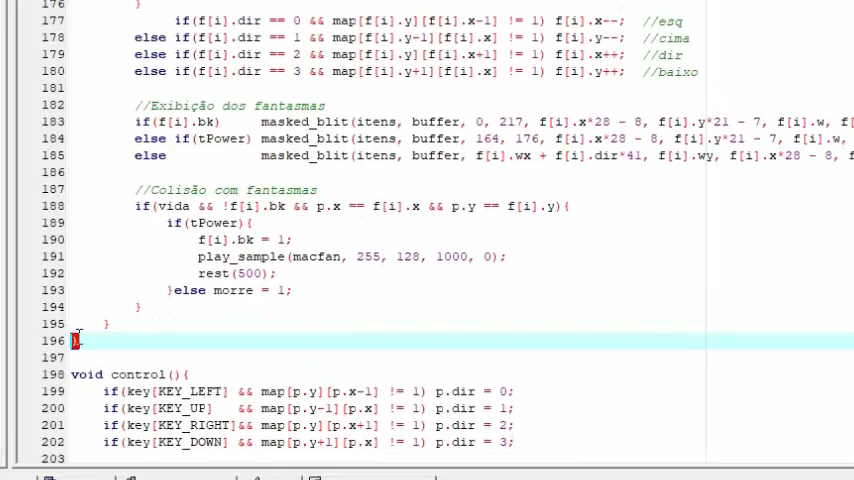 176 }
177 if(f[i].dir == 0 && map[f[i].y][f[i].x-1] != 1) f[i].x--; //esq
178 else if(f[i].dir == 1 && map[f[i].y-1][f[i].x] != 1) f[i].y--; //cima
179 else if(f[i].dir == 2 && map[f[i].y][f[i].x+1] != 1) f[i].x++; //dir
180 else if(f[i].dir == 3 && map[f[i].y+1][f[i].x] != 1) f[i].y++; //baixo
181
182 //Exibição dos fantasmas
183 if(f[i].bk) masked_blit(itens, buffer, 0, 217, f[i].x*28 - 8, f[i].y*21 - 7, f[i].w, f
184 else if(tPower) masked_blit(itens, buffer, 164, 176, f[i].x*28 - 8, f[i].y*21 - 7, f[i].w,
185 else masked_blit(itens, buffer, f[i].wx + f[i].dir*41, f[i].wy, f[i].x*28 - 8, f
186
187 //Colisão com fantasmas
188 if(vida && !f[i].bk && p.x == f[i].x && p.y == f[i].y){
189 if(tPower){
190 f[i].bk = 1;
191 play_sample(macfan, 255, 128, 1000, 0);
192 rest(500);
193 }else morre = 1;
194 }
195 }
196 }
197
198 void control(){
199 if(key[KEY_LEFT] && map[p.y][p.x-1] != 1) p.dir = 0;
200 if(key[KEY_UP] && map[p.y-1][p.x] != 1) p.dir = 1;
201 if(key[KEY_RIGHT]&& map[p.y][p.x+1] != 1) p.dir = 2;
202 if(key[KEY_DOWN] && map[p.y+1][p.x] != 1) p.dir = 3;
203